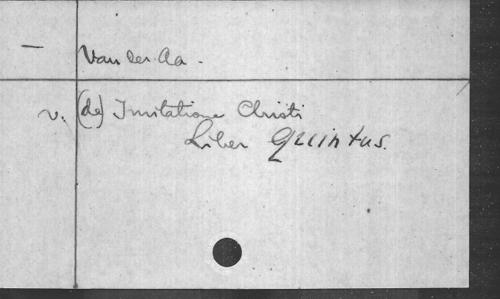 — Van der Aa.
v. (de) Imitatione Christi
Liber Quintus.